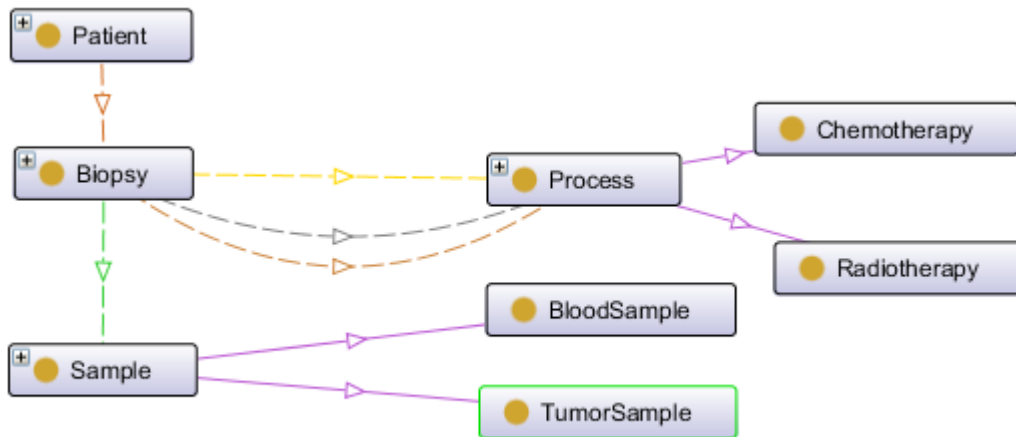 Patient
Chemotherapy
Biopsy
Process
Radiotherapy
BloodSample
Sample
TumorSample